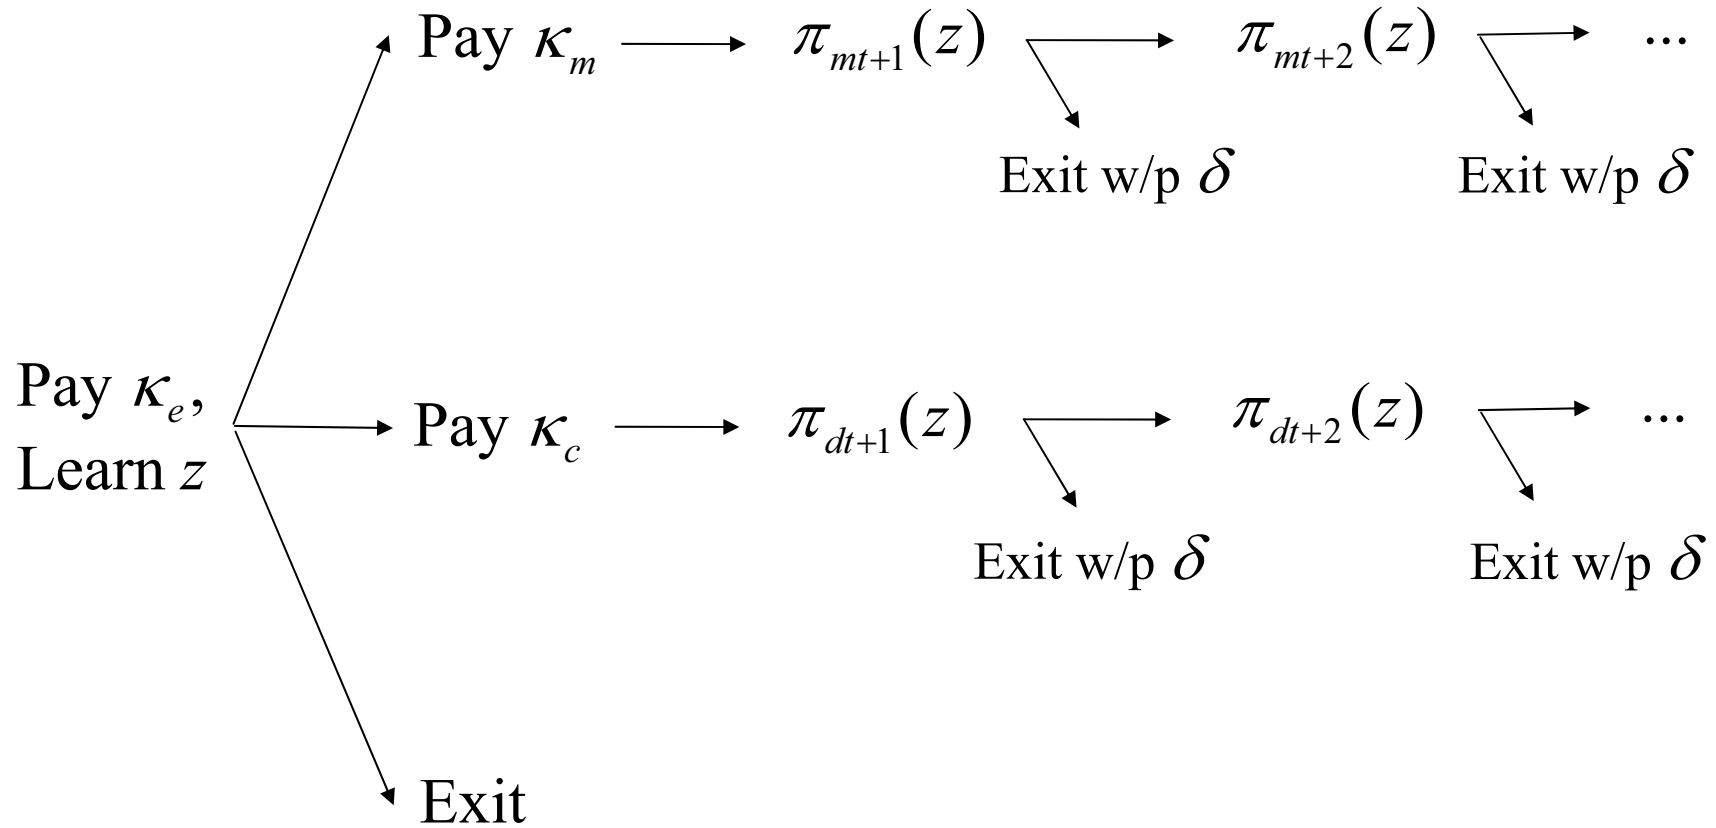 Pay κ_m π_{mt+1}(z) π_{mt+2}(z) ...
Exit w/p δ Exit w/p δ
Pay κ_e,
Learn z
Pay κ_c π_{dt+1}(z) π_{dt+2}(z) ...
Exit w/p δ Exit w/p δ
Exit